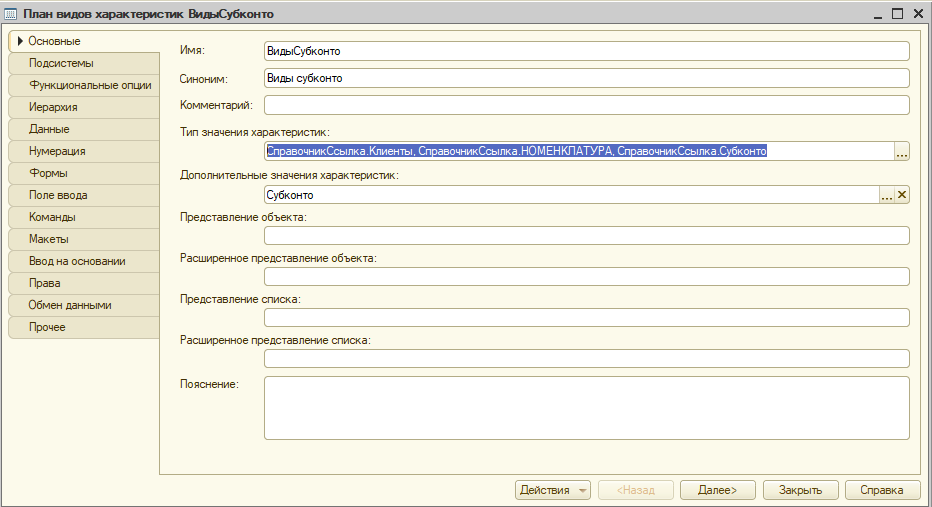 План видов характеристик ВидыСубконто
Основные
Подсистемы
Функциональные опции
Иерархия
Данные
Нумерация
Формы
Поле ввода
Команды
Макеты
Ввод на основании
Права
Обмен данными
Прочее
Имя: ВидыСубконто
Синоним: Виды субконто
Комментарий:
Тип значения характеристик:
СправочникСсылка.Клиенты, СправочникСсылка.НОМЕНКЛАТУРА, СправочникСсылка.Субконто
...
Дополнительные значения характеристик:
Субконто
...
Представление объекта:
Расширенное представление объекта:
Представление списка:
Расширенное представление списка:
Пояснение:
Действия <Назад Далее> Закрыть Справка